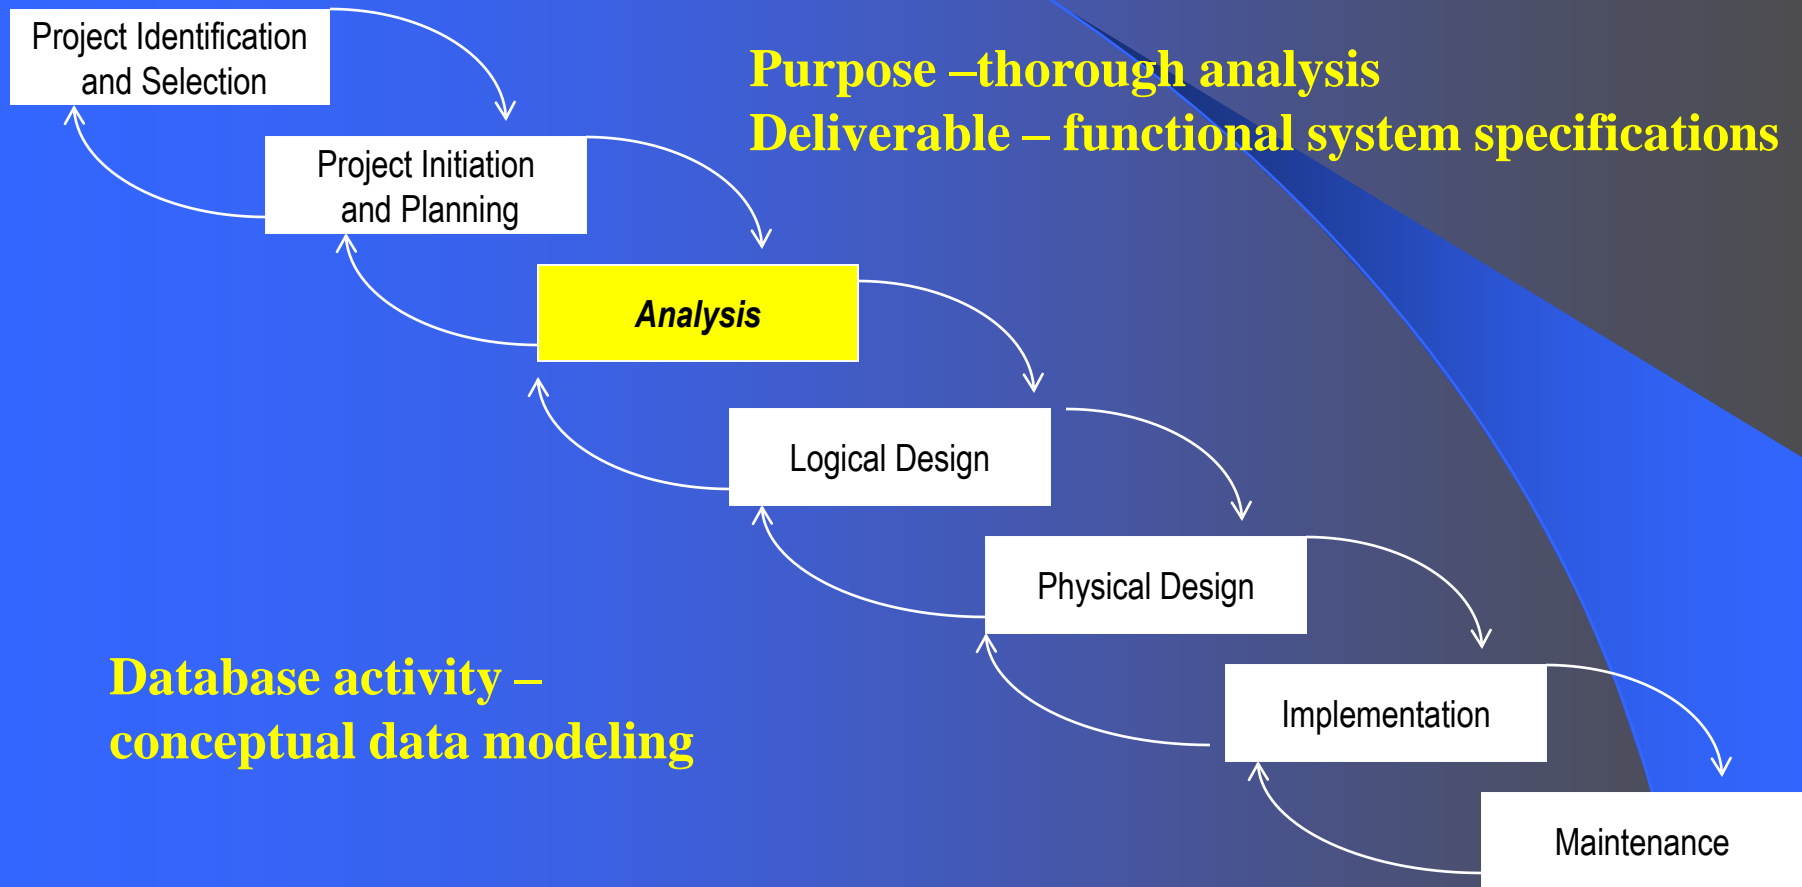 Project Identification
and Selection
Purpose –thorough analysis
Deliverable – functional system specifications
Project Initiation
and Planning
Analysis
Logical Design
Physical Design
Database activity –
conceptual data modeling
Implementation
Maintenance